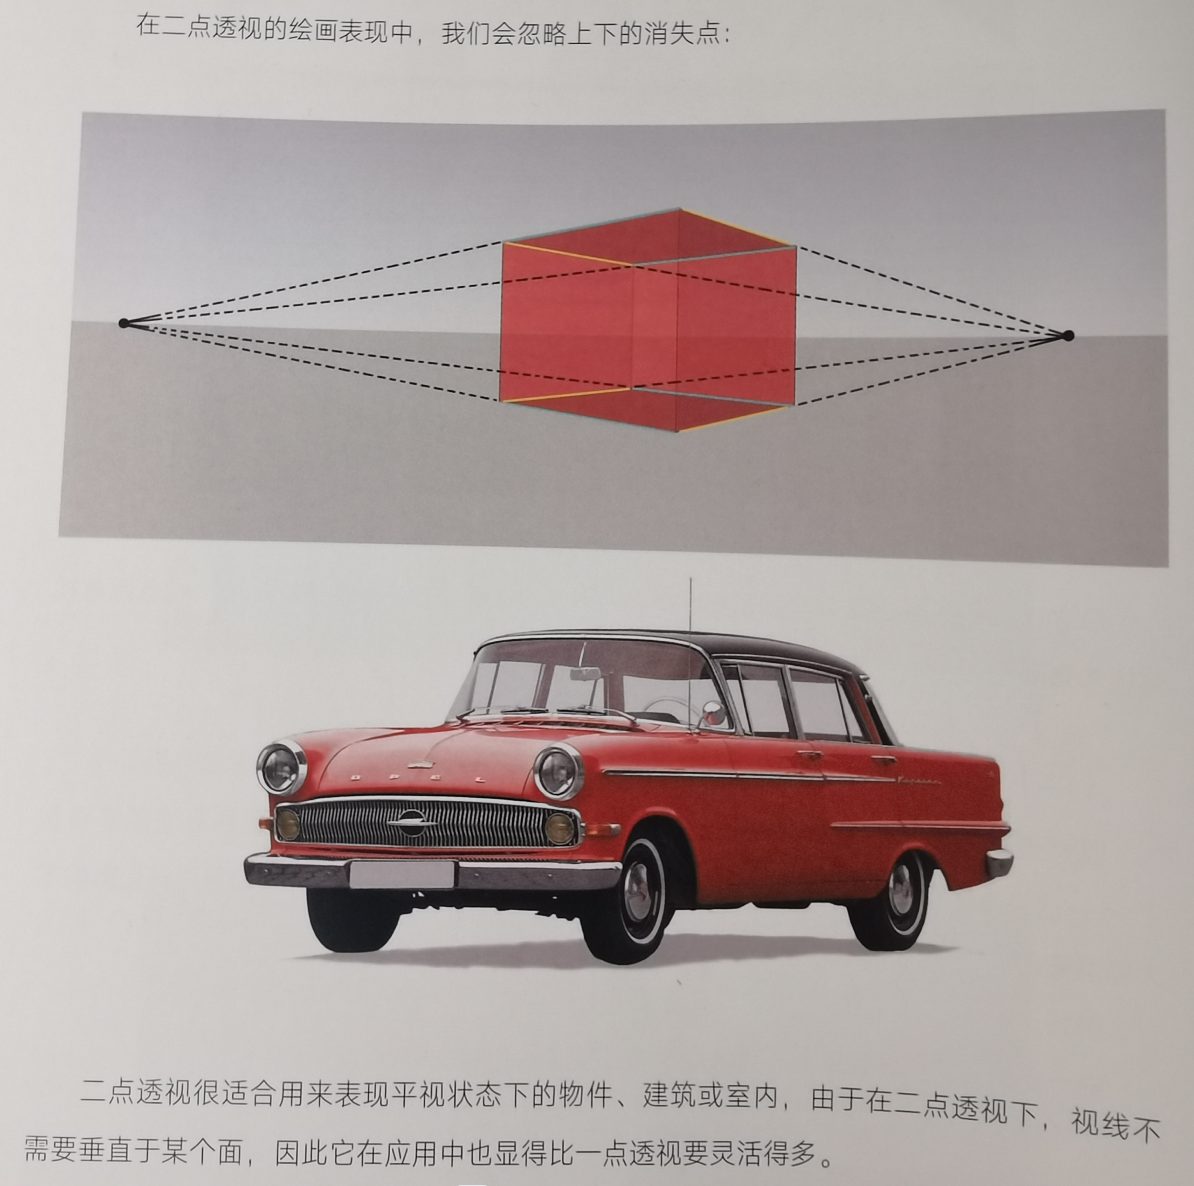 在二点透视的绘画表现中，我们会忽略上下的消失点：
OPEL
Kapitän
二点透视很适合用来表现平视状态下的物件、建筑或室内，由于在二点透视下，视线不
需要垂直于某个面，因此它在应用中也显得比一点透视要灵活得多。